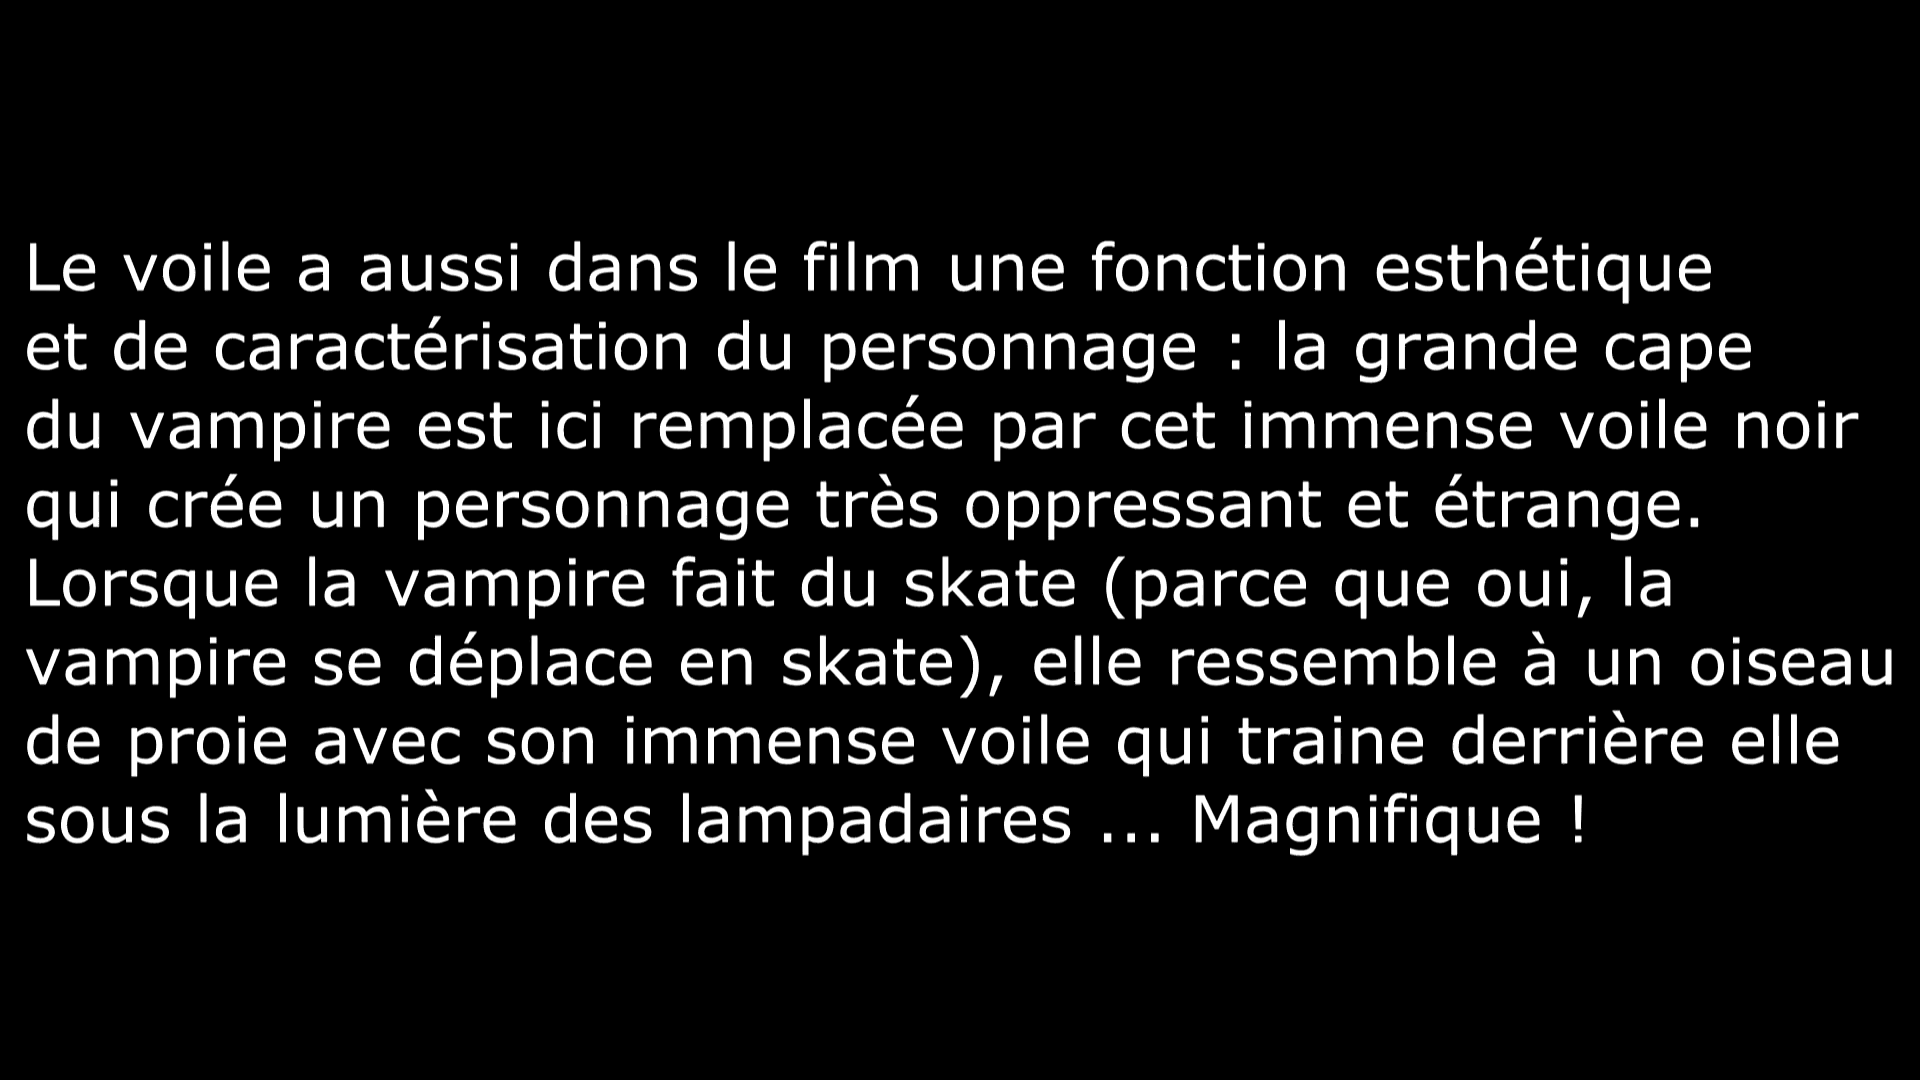 Le voile a aussi dans le film une fonction esthétique
et de caractérisation du personnage : la grande cape
du vampire est ici remplacée par cet immense voile noir
qui crée un personnage très oppressant et étrange.
Lorsque la vampire fait du skate (parce que oui, la
vampire se déplace en skate), elle ressemble à un oiseau
de proie avec son immense voile qui traine derrière elle
sous la lumière des lampadaires ... Magnifique !